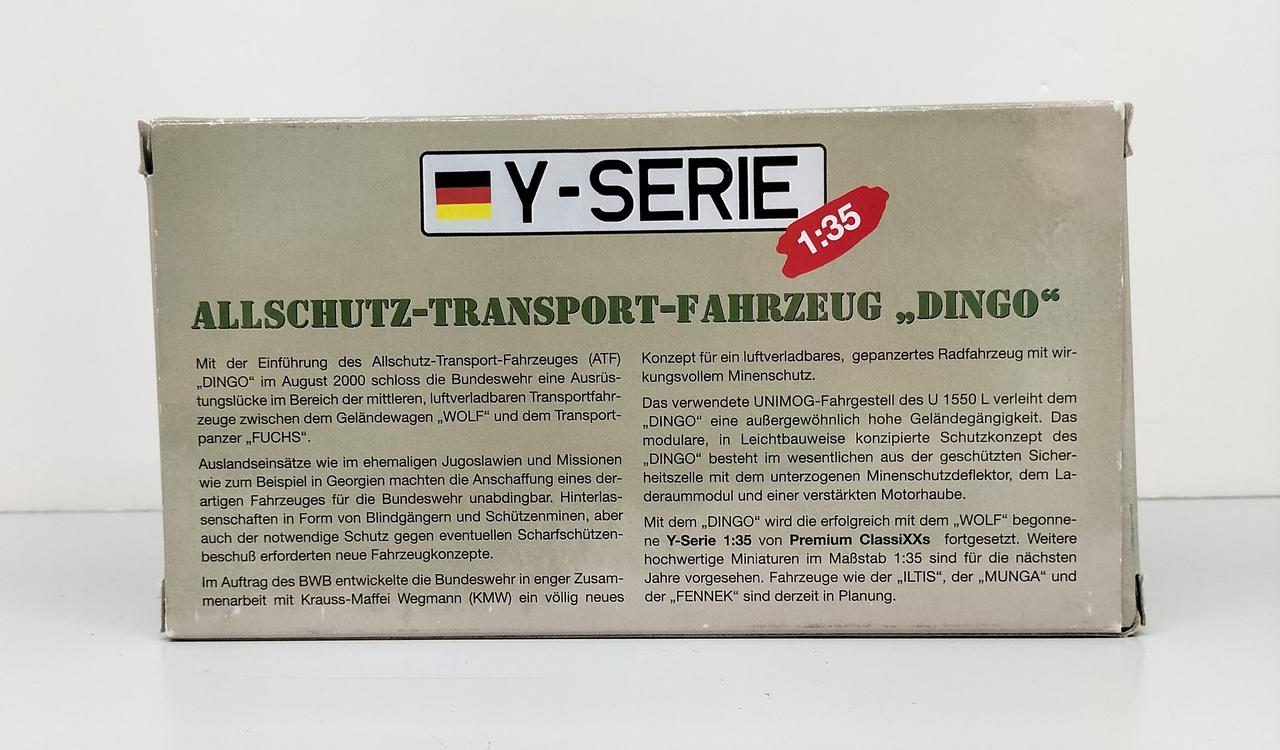 Y-SERIE
1:35
ALLSCHUTZ-TRANSPORT-FAHRZEUG „DINGO“
Mit der Einführung des Allschutz-Transport-Fahrzeuges (ATF)
„DINGO“ im August 2000 schloss die Bundeswehr eine Ausrüs-
tungslücke im Bereich der mittleren, luftverladbaren Transportfahr-
zeuge zwischen dem Geländewagen „WOLF“ und dem Transport-
panzer „FUCHS“.
Auslandseinsätze wie im ehemaligen Jugoslawien und Missionen
wie zum Beispiel in Georgien machten die Anschaffung eines der-
artigen Fahrzeuges für die Bundeswehr unabdingbar. Hinterlas-
senschaften in Form von Blindgängern und Schützenminen, aber
auch der notwendige Schutz gegen eventuellen Scharfschützen-
beschuß erforderten neue Fahrzeugkonzepte.
Im Auftrag des BWB entwickelte die Bundeswehr in enger Zusam-
menarbeit mit Krauss-Maffei Wegmann (KMW) ein völlig neues
Konzept für ein luftverladbares, gepanzertes Radfahrzeug mit wir-
kungsvollem Minenschutz.
Das verwendete UNIMOG-Fahrgestell des U 1550 L verleiht dem
„DINGO“ eine außergewöhnlich hohe Geländegängigkeit. Das
modulare, in Leichtbauweise konzipierte Schutzkonzept des
„DINGO“ besteht im wesentlichen aus der geschützten Sicher-
heitszelle mit dem unterzogenen Minenschutzdeflektor, dem La-
deraummodul und einer verstärkten Motorhaube.
Mit dem „DINGO“ wird die erfolgreich mit dem „WOLF“ begonne-
ne Y-Serie 1:35 von Premium ClassiXXs fortgesetzt. Weitere
hochwertige Miniaturen im Maßstab 1:35 sind für die nächsten
Jahre vorgesehen. Fahrzeuge wie der „ILTIS“, der „MUNGA“ und
der „FENNEK“ sind derzeit in Planung.